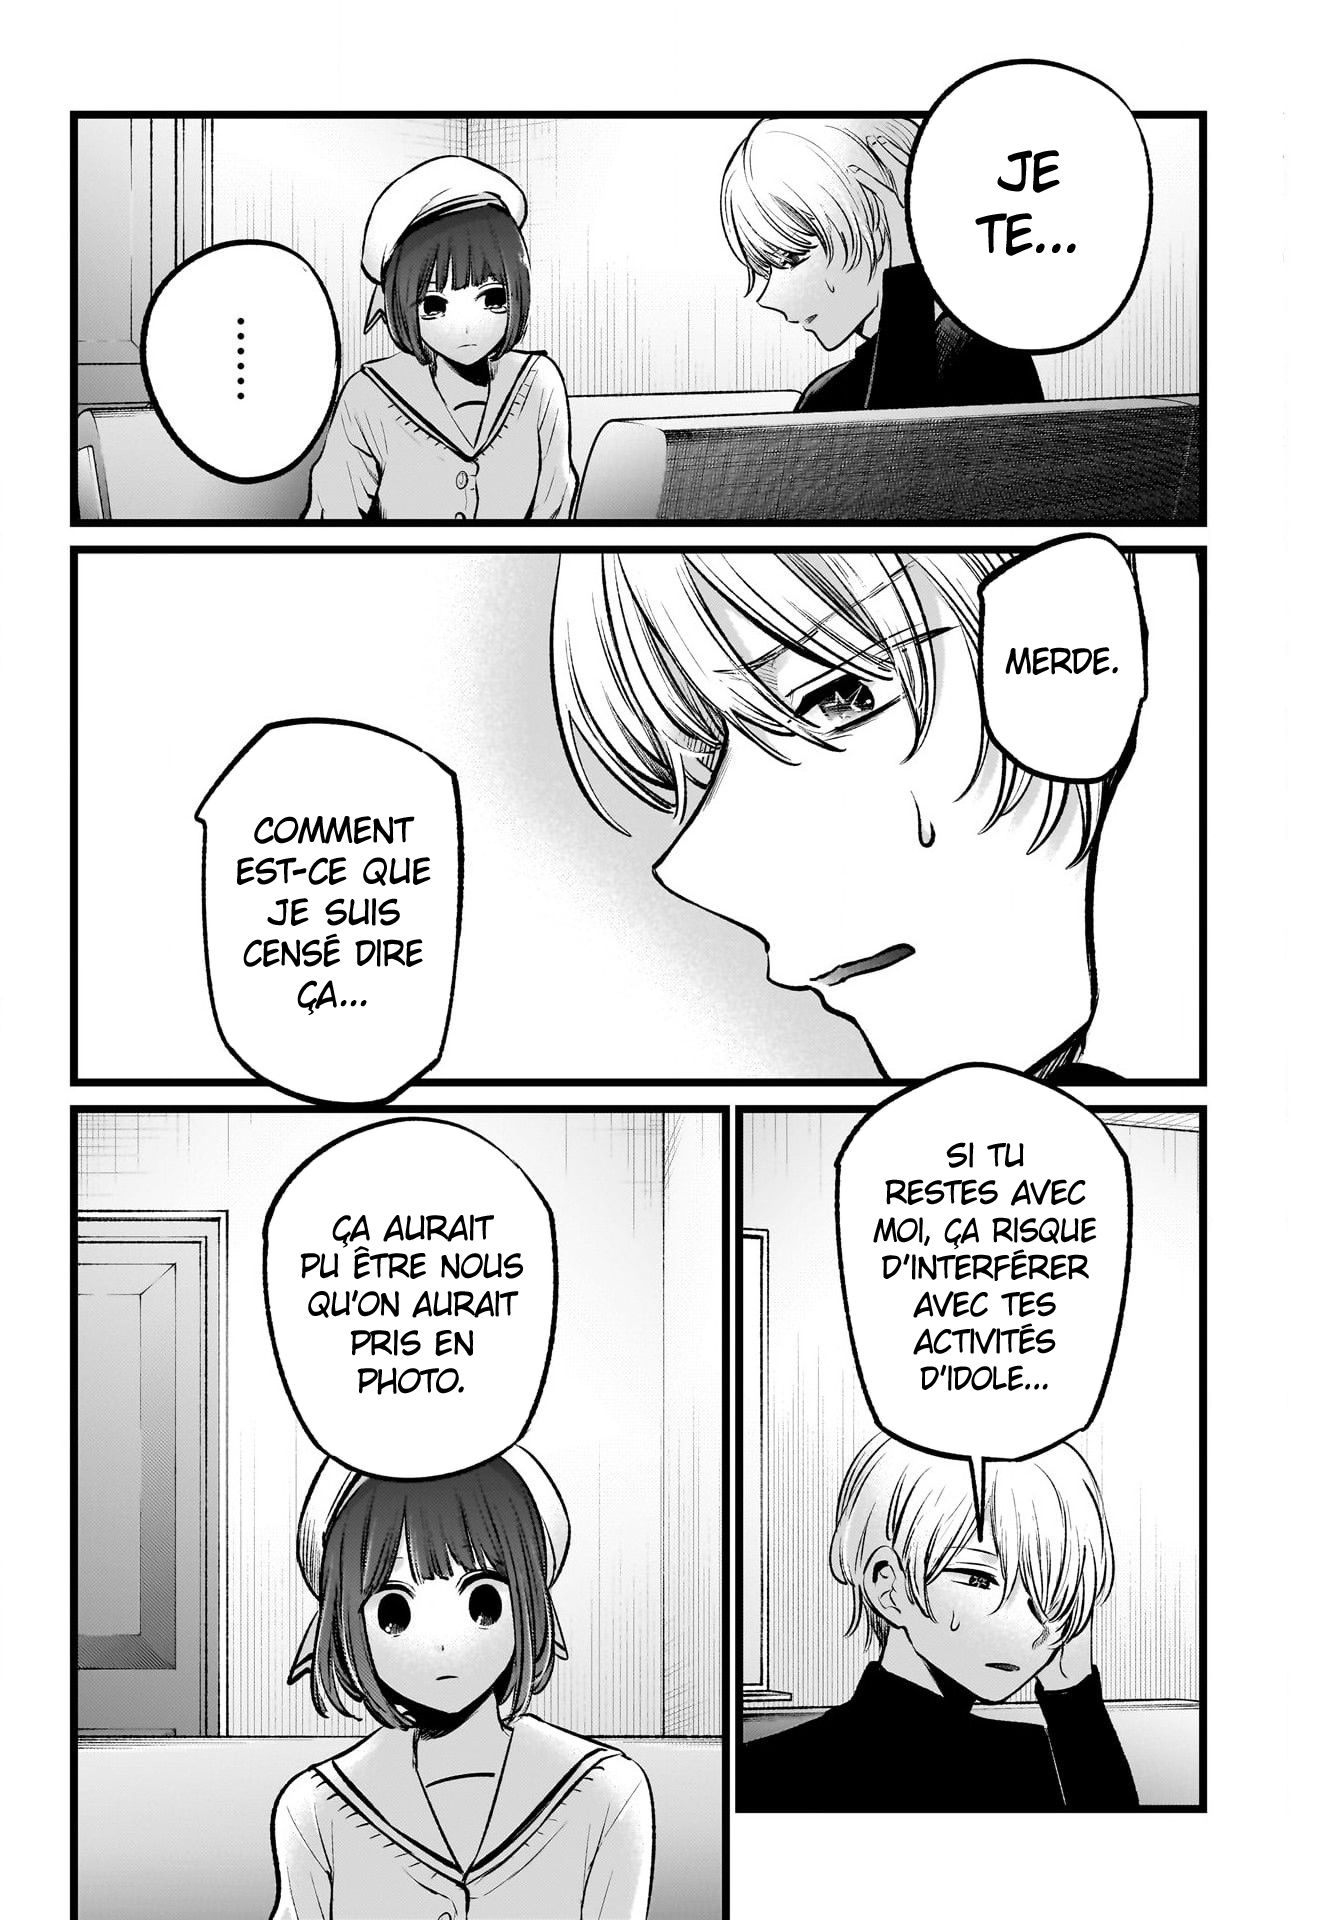 JE
TE...
.....
MERDE.
COMMENT
EST-CE QUE
JE SUIS
CENSÉ DIRE
ÇA...
SI TU
RESTES AVEC
MOI, ÇA RISQUE
D'INTERFÉRER
AVEC TES
ACTIVITÉS
D'IDOLE...
ÇA AURAIT
PU ÊTRE NOUS
QU'ON AURAIT
PRIS EN
PHOTO.